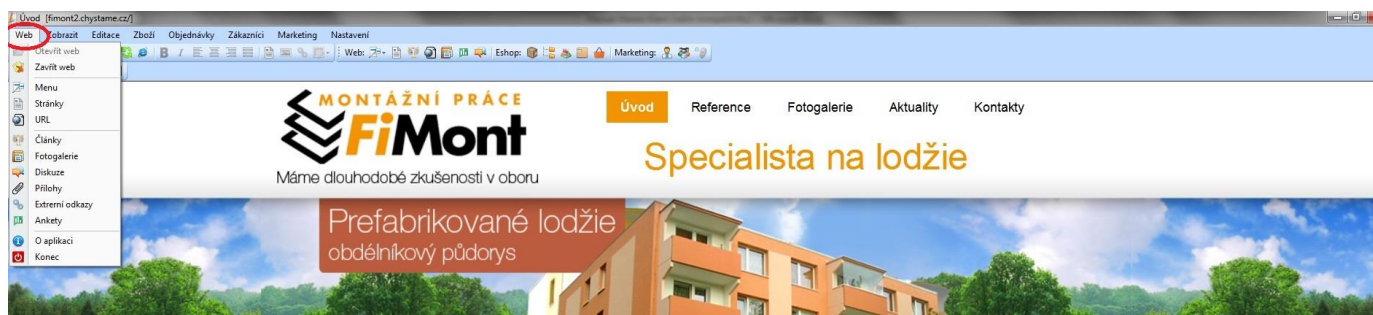 Úvod [fimont2.chystame.cz/]
Web Zobrazit Editace Zboží Objednávky Zákazníci Marketing Nastavení
Otevřít web
B I Web: Eshop: Marketing:
Zavřít web
Menu
Stránky
URL
Články
Fotogalerie
Diskuze
Přílohy
Extrerní odkazy
Ankety
O aplikaci
Konec
MONTÁŽNÍ PRÁCE
FiMont
Máme dlouhodobé zkušenosti v oboru
Úvod Reference Fotogalerie Aktuality Kontakty
Specialista na lodžie
Prefabrikované lodžie
obdélníkový půdorys